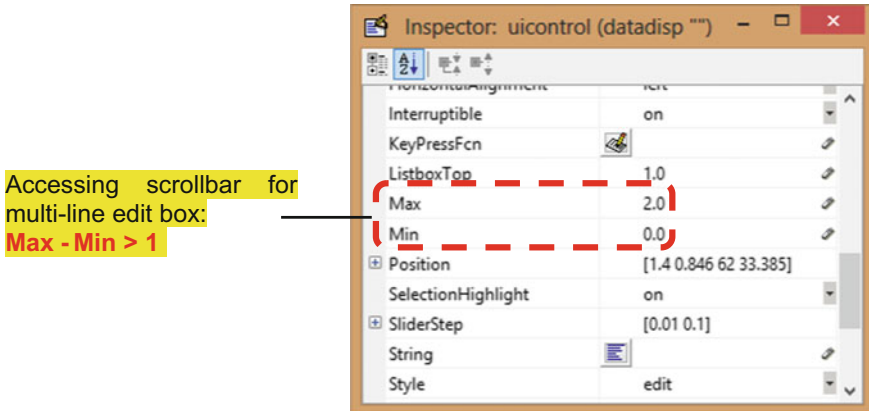 Inspector: uicontrol (datadisp "")
HorizontalAlignment left
Interruptible on
KeyPressFcn
ListboxTop 1.0
Max 2.0
Min 0.0
Position [1.4 0.846 62 33.385]
SelectionHighlight on
SliderStep [0.01 0.1]
String
Style edit
Accessing scrollbar for
multi-line edit box:
Max - Min > 1